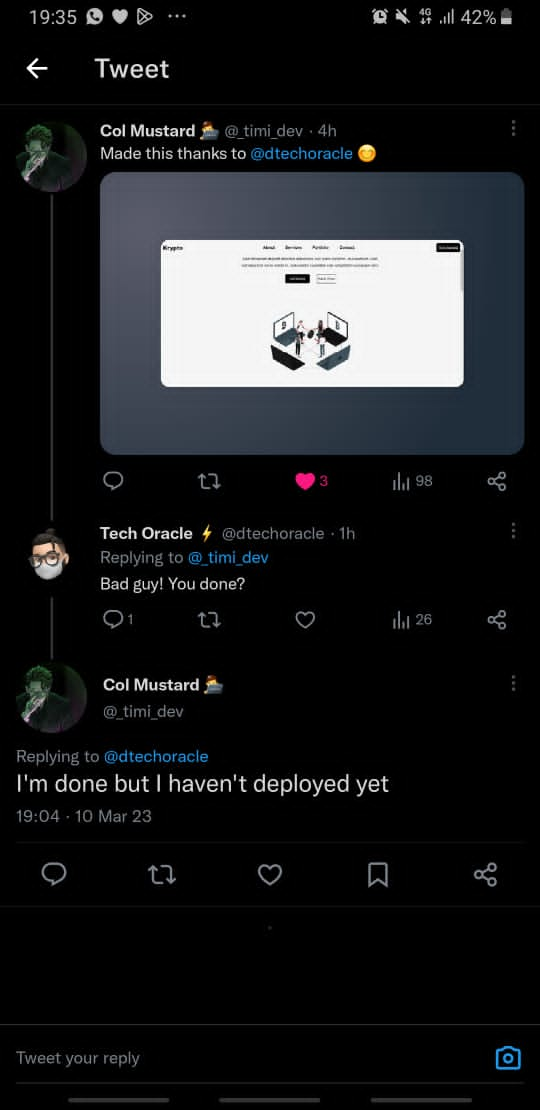 19:35
4G
42%
Tweet
Col Mustard @_timi_dev · 4h
Made this thanks to @dtechoracle
Krypto
About Services Portfolio Contact
3
98
Tech Oracle @dtechoracle · 1h
Replying to @_timi_dev
Bad guy! You done?
1
26
Col Mustard
@_timi_dev
Replying to @dtechoracle
I'm done but I haven't deployed yet
19:04 · 10 Mar 23
Tweet your reply